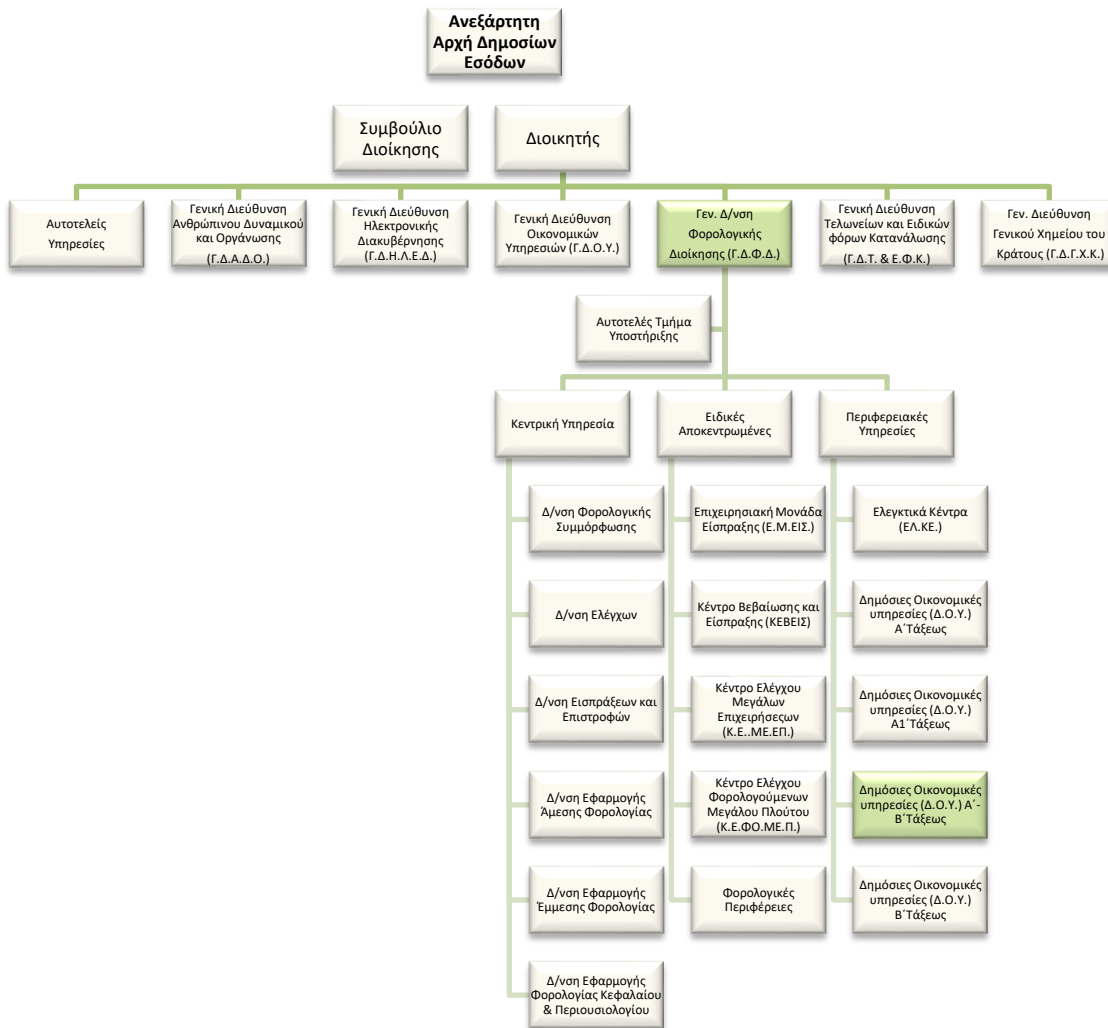 Ανεξάρτητη
Αρχή Δημοσίων
Εσόδων
Συμβούλιο
Διοίκησης
Διοικητής
Αυτοτελείς
Υπηρεσίες
Γενική Διεύθυνση
Ανθρώπινου Δυναμικού
και Οργάνωσης
(Γ.Δ.Α.Δ.Ο.)
Γενική Διεύθυνση
Ηλεκτρονικής
Διακυβέρνησης
(Γ.Δ.Η.Λ.Ε.Δ.)
Γενική Διεύθυνση
Οικονομικών
Υπηρεσιών (Γ.Δ.Ο.Υ.)
Γεν. Δ/νση
Φορολογικής
Διοίκησης (Γ.Δ.Φ.Δ.)
Γενική Διεύθυνση
Τελωνείων και Ειδικών
φόρων Κατανάλωσης
(Γ.Δ.Τ. & Ε.Φ.Κ.)
Γεν. Διεύθυνση
Γενικού Χημείου του
Κράτους (Γ.Δ.Γ.Χ.Κ.)
Αυτοτελές Τμήμα
Υποστήριξης
Κεντρική Υπηρεσία
Ειδικές
Αποκεντρωμένες
Περιφερειακές
Υπηρεσίες
Δ/νση Φορολογικής
Συμμόρφωσης
Δ/νση Ελέγχων
Δ/νση Εισπράξεων και
Επιστροφών
Δ/νση Εφαρμογής
Άμεσης Φορολογίας
Δ/νση Εφαρμογής
Έμμεσης Φορολογίας
Δ/νση Εφαρμογής
Φορολογίας Κεφαλαίου
& Περιουσιολογίου
Επιχειρησιακή Μονάδα
Είσπραξης (Ε.Μ.ΕΙΣ.)
Κέντρο Βεβαίωσης και
Είσπραξης (ΚΕΒΕΙΣ)
Κέντρο Ελέγχου
Μεγάλων
Επιχειρήσεςων
(Κ.Ε..ΜΕ.ΕΠ.)
Κέντρο Ελέγχου
Φορολογούμενων
Μεγάλου Πλούτου
(Κ.Ε.ΦΟ.ΜΕ.Π.)
Φορολογικές
Περιφέρειες
Ελεγκτικά Κέντρα
(ΕΛ.ΚΕ.)
Δημόσιες Οικονομικές
υπηρεσίες (Δ.Ο.Υ.)
Α΄Τάξεως
Δημόσιες Οικονομικές
υπηρεσίες (Δ.Ο.Υ.)
Α1΄Τάξεως
Δημόσιες Οικονομικές
υπηρεσίες (Δ.Ο.Υ.) Α΄-
Β΄Τάξεως
Δημόσιες Οικονομικές
υπηρεσίες (Δ.Ο.Υ.)
Β΄Τάξεως